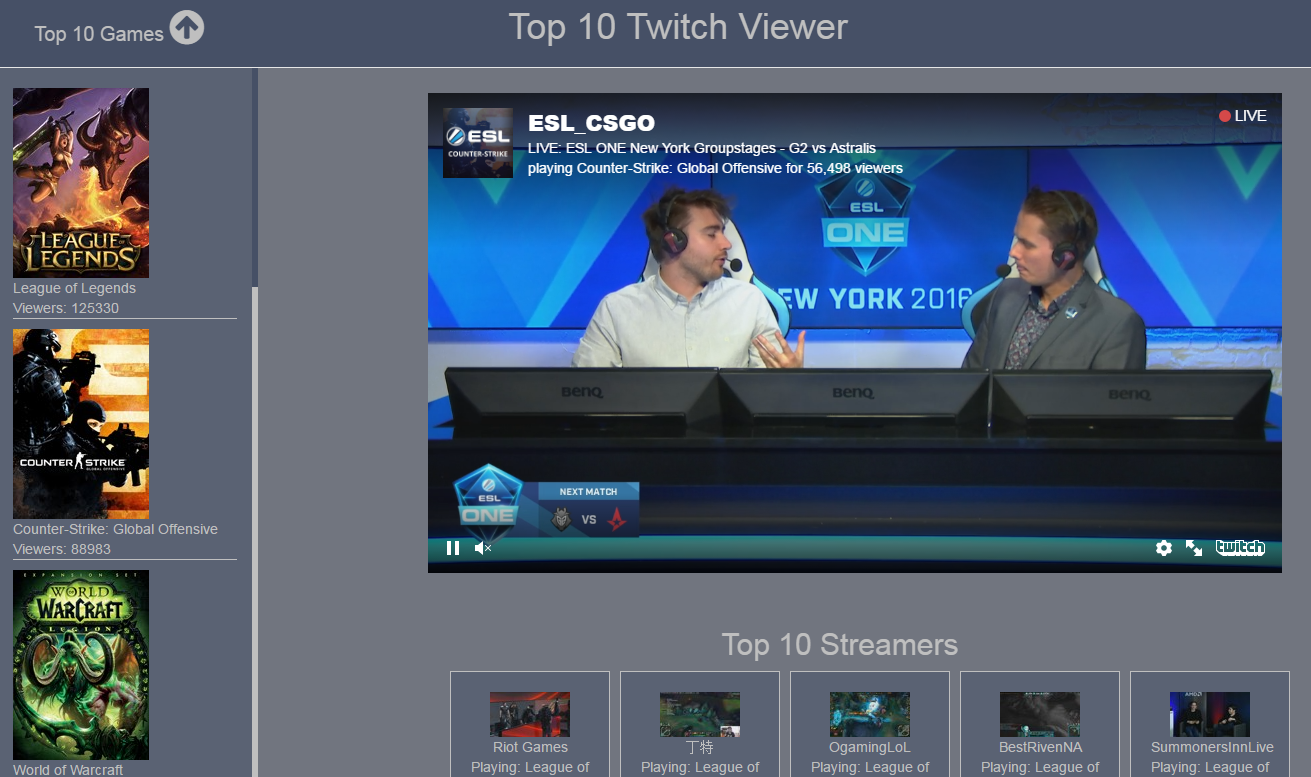 Top 10 Games
Top 10 Twitch Viewer
LEAGUE OF
LEGENDS
League of Legends
Viewers: 125330
COUNTER STRIKE
GLOBAL OFFENSIVE
Counter-Strike: Global Offensive
Viewers: 88983
EXPANSION SET
WORLD
WARCRAFT
LEGION
World of Warcraft
ESL
COUNTER-STRIKE
ESL_CSGO
LIVE: ESL ONE New York Groupstages - G2 vs Astralis
playing Counter-Strike: Global Offensive for 56,498 viewers
LIVE
ESL
ONE
EW YORK 2016
BenQ
BenQ
BenQ
ESL
ONE
NEXT MATCH
VS
twitch
Top 10 Streamers
Riot Games
Playing: League of
丁特
Playing: League of
OgamingLoL
Playing: League of
BestRivenNA
Playing: League of
AMD
SummonersInnLive
Playing: League of